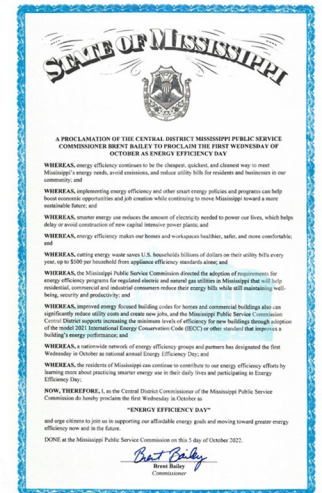 STATE OF MISSISSIPPI
A PROCLAMATION OF THE CENTRAL DISTRICT MISSISSIPPI PUBLIC SERVICE
COMMISSIONER BRENT BAILEY TO PROCLAIM THE FIRST WEDNESDAY OF
OCTOBER AS ENERGY EFFICIENCY DAY
WHEREAS, energy efficiency continues to be the cheapest, quickest, and cleanest way to meet
Mississippi's energy needs, avoid emissions, and reduce utility bills for residents and businesses in our
community; and
WHEREAS, implementing energy efficiency and other smart energy policies and programs can help
boost economic opportunities and job creation while continuing to move Mississippi toward a more
sustainable future; and
WHEREAS, smarter energy use reduces the amount of electricity needed to power our lives, which helps
delay or avoid construction of new capital intensive power plants; and
WHEREAS, energy efficiency makes our homes and workspaces healthier, safer, and more comfortable;
and
WHEREAS, cutting energy waste saves U.S. households billions of dollars on their utility bills every
year, up to $500 per household from appliance efficiency standards alone; and
WHEREAS, the Mississippi Public Service Commission directed the adoption of requirements for
energy efficiency programs for regulated electric and natural gas utilities in Mississippi that will help
residential, commercial and industrial consumers reduce their energy bills while still maintaining well-
being, security and productivity; and
WHEREAS, improved energy focused building codes for homes and commercial buildings also can
significantly reduce utility costs and create new jobs, and the Mississippi Public Service Commission
Central District supports increasing the minimum levels of efficiency for new buildings through adoption
of the model 2021 International Energy Conservation Code (IECC) or other standard that improves a
building's energy performance; and
WHEREAS, a nationwide network of energy efficiency groups and partners has designated the first
Wednesday in October as national annual Energy Efficiency Day; and
WHEREAS, the residents of Mississippi can continue to contribute to our energy efficiency efforts by
learning more about practicing smarter energy use in their daily lives and participating in Energy
Efficiency Day;
NOW, THEREFORE, I, as the Central District Commissioner of the Mississippi Public Service
Commission do hereby proclaim the first Wednesday in October as
"ENERGY EFFICIENCY DAY"
and urge citizens to join us in supporting our affordable energy goals and moving toward greater energy
efficiency now and in the future.
DONE at the Mississippi Public Service Commission on this 5 day of October 2022.
Brent Bailey
Brent Bailey
Commissioner